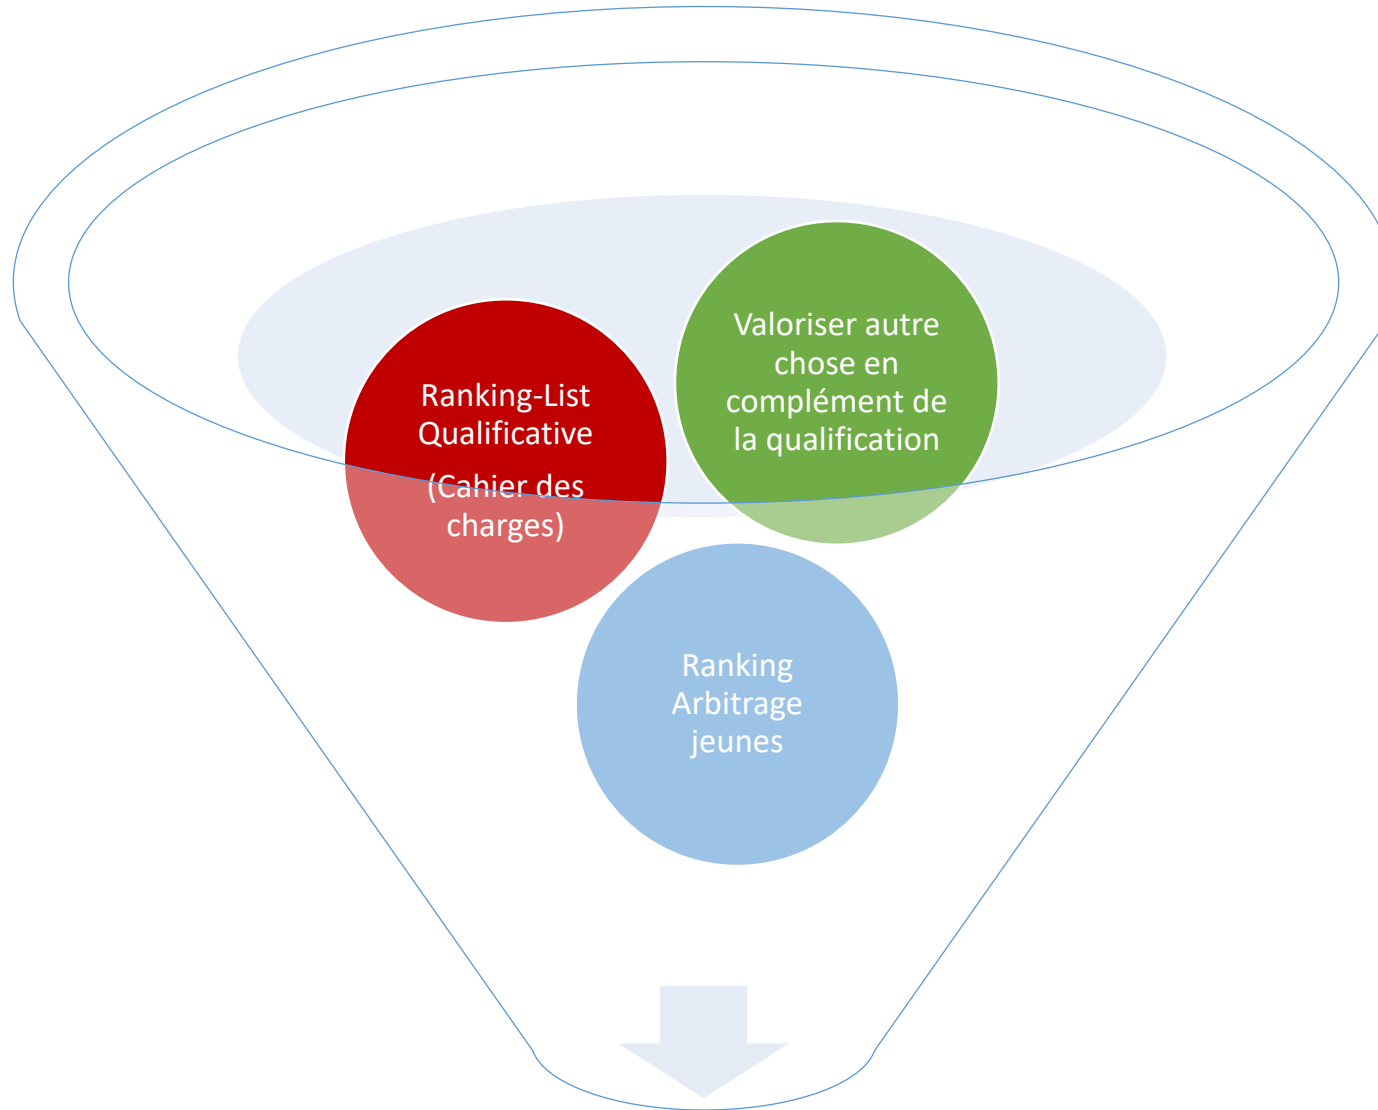 Ranking-List
Qualificative
(Cahier des
charges)
Valoriser autre
chose en
complément de
la qualification
Ranking
Arbitrage
jeunes